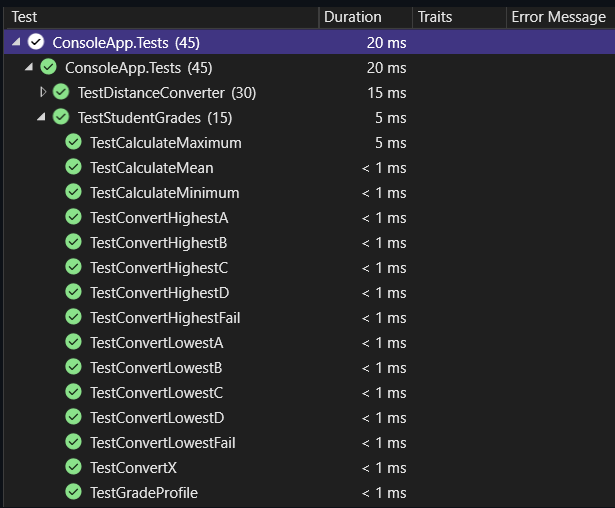 Test Duration Traits Error Message
ConsoleApp.Tests (45) 20 ms
ConsoleApp.Tests (45) 20 ms
TestDistanceConverter (30) 15 ms
TestStudentGrades (15) 5 ms
TestCalculateMaximum 5 ms
TestCalculateMean < 1 ms
TestCalculateMinimum < 1 ms
TestConvertHighestA < 1 ms
TestConvertHighestB < 1 ms
TestConvertHighestC < 1 ms
TestConvertHighestD < 1 ms
TestConvertHighestFail < 1 ms
TestConvertLowestA < 1 ms
TestConvertLowestB < 1 ms
TestConvertLowestC < 1 ms
TestConvertLowestD < 1 ms
TestConvertLowestFail < 1 ms
TestConvertX < 1 ms
TestGradeProfile < 1 ms